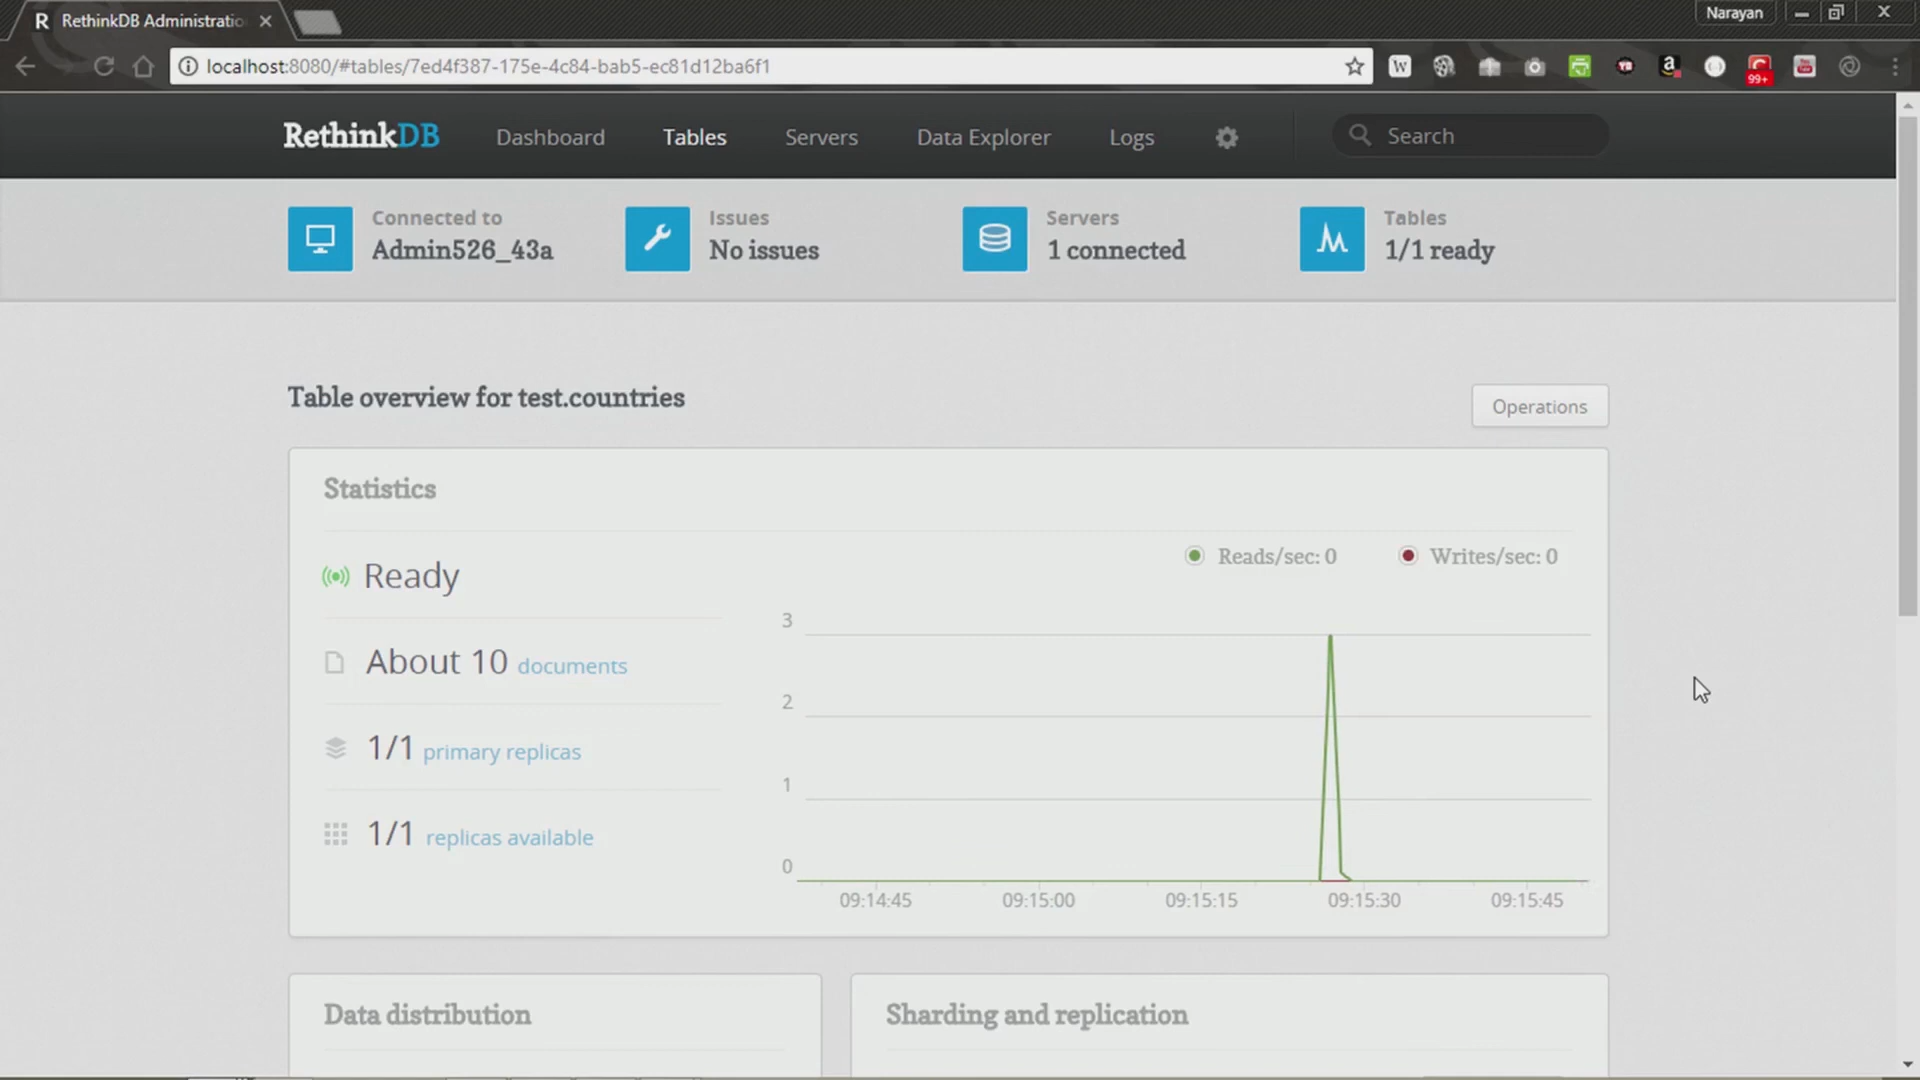 R RethinkDB Administratio
Narayan
localhost:8080/#tables/7ed4f387-175e-4c84-bab5-ec81d12ba6f1
W
YB
a
99+
RethinkDB
Dashboard
Tables
Servers
Data Explorer
Logs
Search
Connected to
Admin526_43a
Issues
No issues
Servers
1 connected
Tables
1/1 ready
Table overview for test.countries
Operations
Statistics
Ready
About 10 documents
1/1 primary replicas
1/1 replicas available
Reads/sec: 0
Writes/sec: 0
3
2
1
0
09:14:45
09:15:00
09:15:15
09:15:30
09:15:45
Data distribution
Sharding and replication